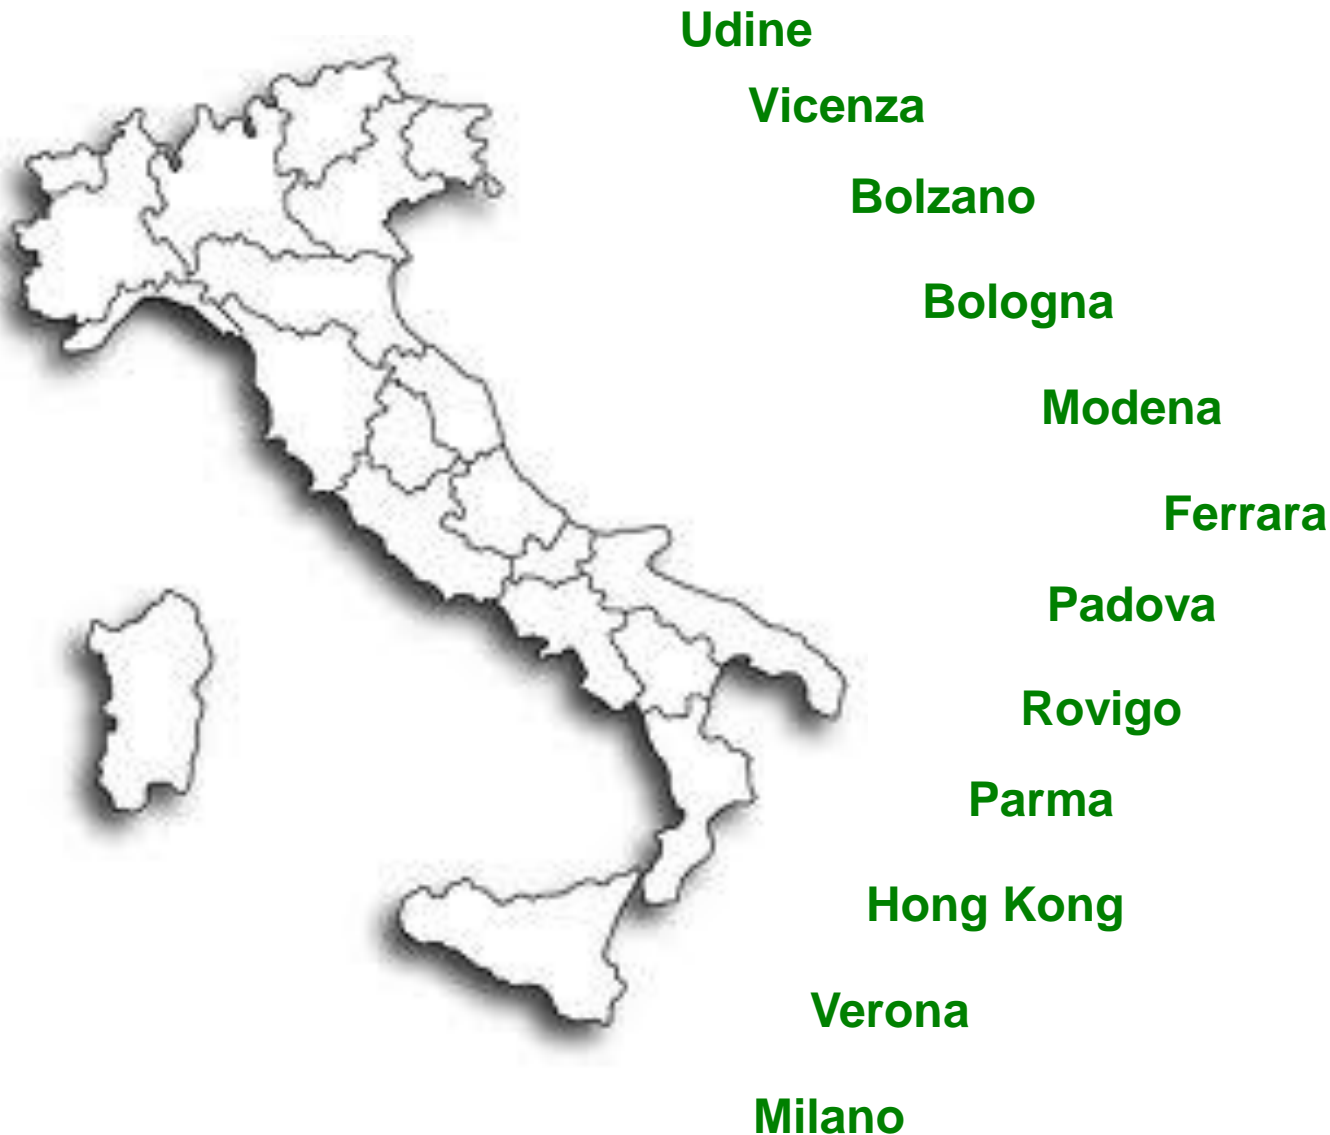 Udine
Vicenza
Bolzano
Bologna
Modena
Ferrara
Padova
Rovigo
Parma
Hong Kong
Verona
Milano